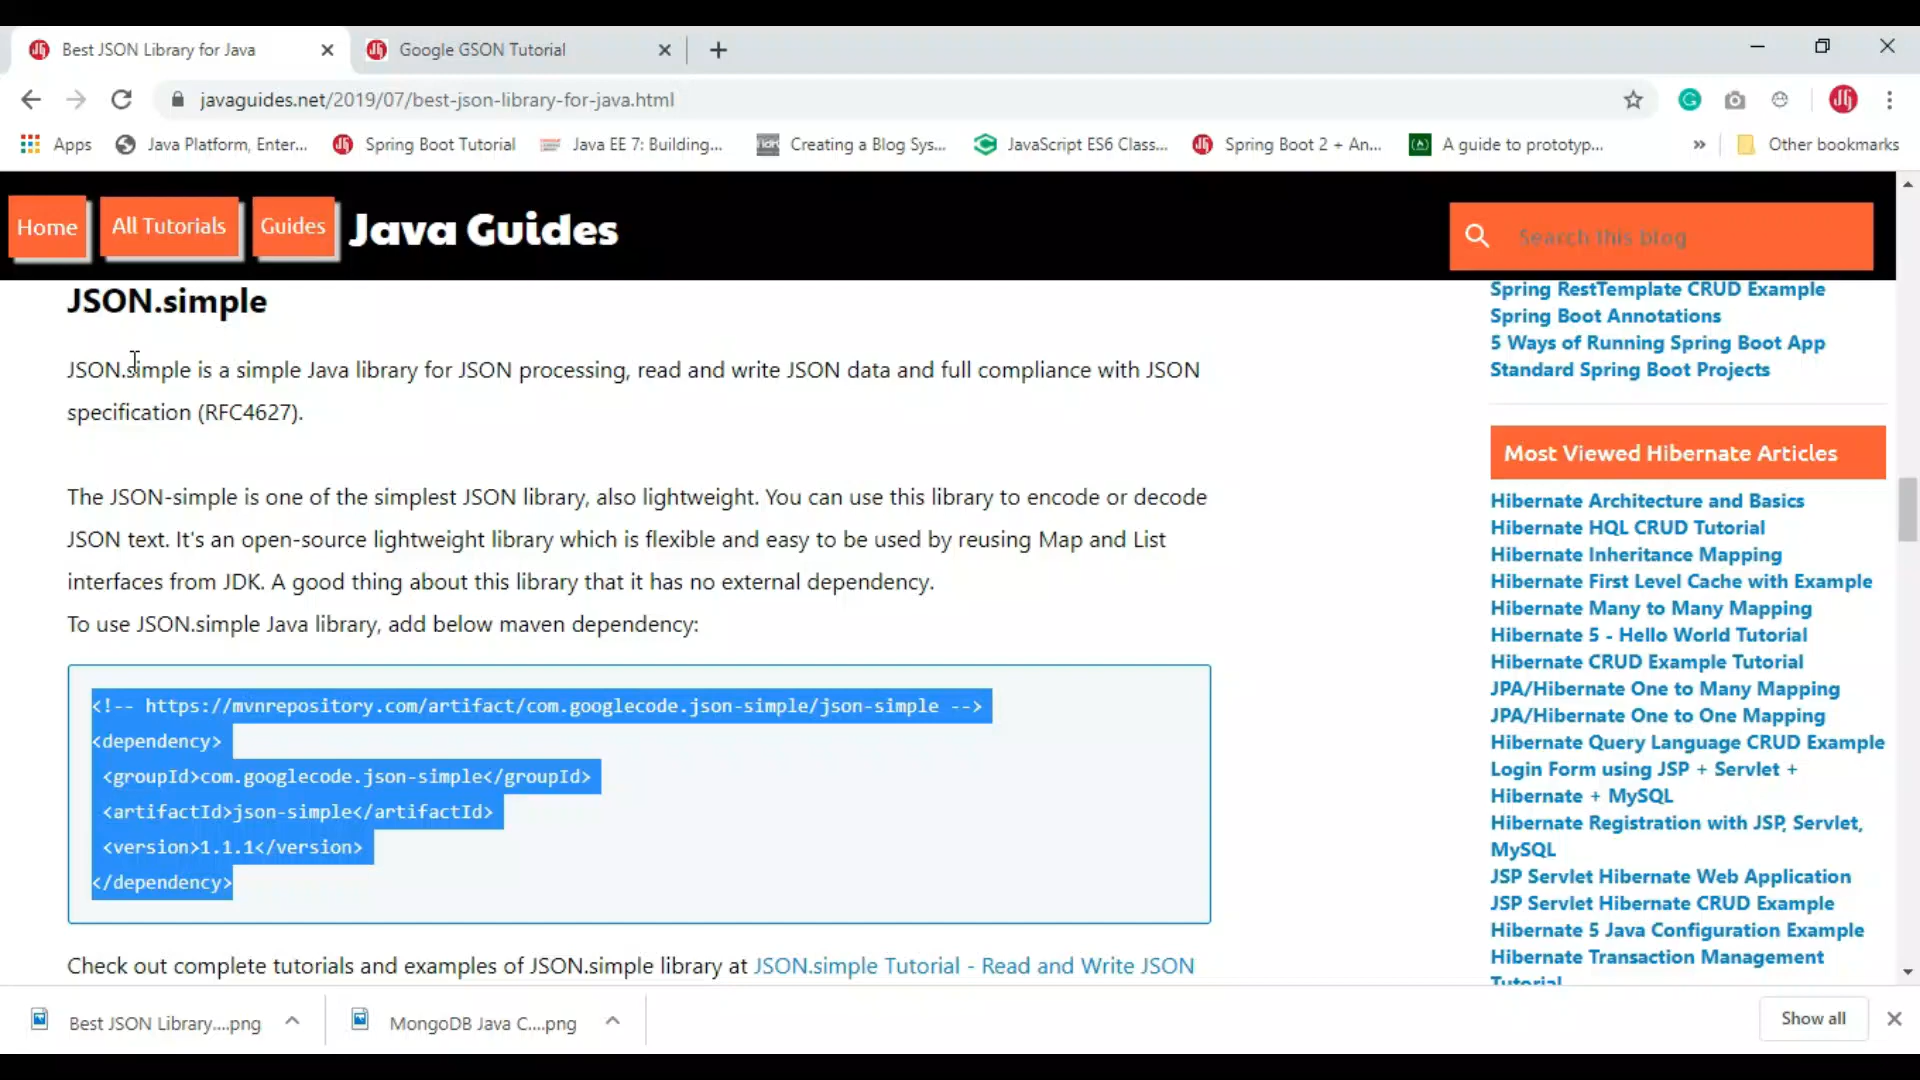 Best JSON Library for Java
Google GSON Tutorial
javaguides.net/2019/07/best-json-library-for-java.html
Apps
Java Platform, Enter...
Spring Boot Tutorial
Java EE 7: Building...
Creating a Blog Sys...
JavaScript ES6 Class...
Spring Boot 2 + An...
A guide to prototyp...
»
Other bookmarks
Home
All Tutorials
Guides
Java Guides
Search this blog
JSON.simple
JSON.simple is a simple Java library for JSON processing, read and write JSON data and full compliance with JSON
specification (RFC4627).
The JSON-simple is one of the simplest JSON library, also lightweight. You can use this library to encode or decode
JSON text. It's an open-source lightweight library which is flexible and easy to be used by reusing Map and List
interfaces from JDK. A good thing about this library that it has no external dependency.
To use JSON.simple Java library, add below maven dependency:
<!-- https://mvnrepository.com/artifact/com.googlecode.json-simple/json-simple -->
<dependency>
<groupId>com.googlecode.json-simple</groupId>
<artifactId>json-simple</artifactId>
<version>1.1.1</version>
</dependency>
Check out complete tutorials and examples of JSON.simple library at JSON.simple Tutorial - Read and Write JSON
Spring RestTemplate CRUD Example
Spring Boot Annotations
5 Ways of Running Spring Boot App
Standard Spring Boot Projects
Most Viewed Hibernate Articles
Hibernate Architecture and Basics
Hibernate HQL CRUD Tutorial
Hibernate Inheritance Mapping
Hibernate First Level Cache with Example
Hibernate Many to Many Mapping
Hibernate 5 - Hello World Tutorial
Hibernate CRUD Example Tutorial
JPA/Hibernate One to Many Mapping
JPA/Hibernate One to One Mapping
Hibernate Query Language CRUD Example
Login Form using JSP + Servlet +
Hibernate + MySQL
Hibernate Registration with JSP, Servlet,
MySQL
JSP Servlet Hibernate Web Application
JSP Servlet Hibernate CRUD Example
Hibernate 5 Java Configuration Example
Hibernate Transaction Management
Tutorial
Best JSON Library....png
MongoDB Java C....png
Show all